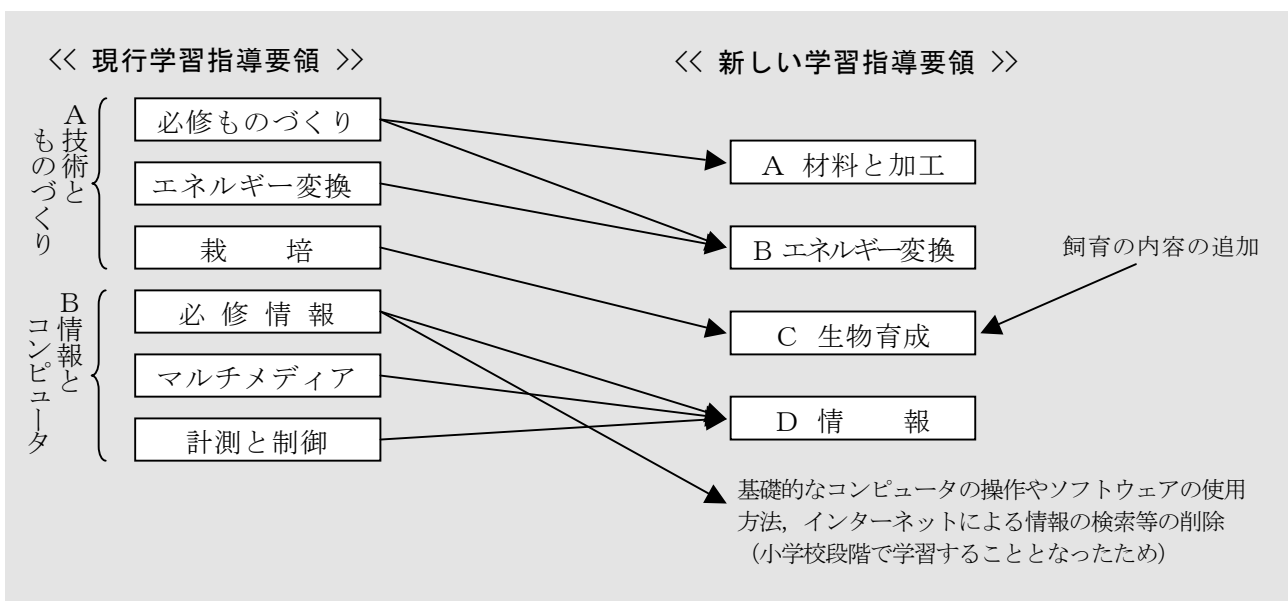 << 現行学習指導要領 >>
A技術と
ものづくり
必修ものづくり
エネルギー変換
栽　　培
B情報と
コンピュータ
必 修 情 報
マルチメディア
計測と制御
<< 新しい学習指導要領 >>
A 材料と加工
B エネルギー変換
C 生物育成
D 情　　報
飼育の内容の追加
基礎的なコンピュータの操作やソフトウェアの使用
方法，インターネットによる情報の検索等の削除
（小学校段階で学習することとなったため）